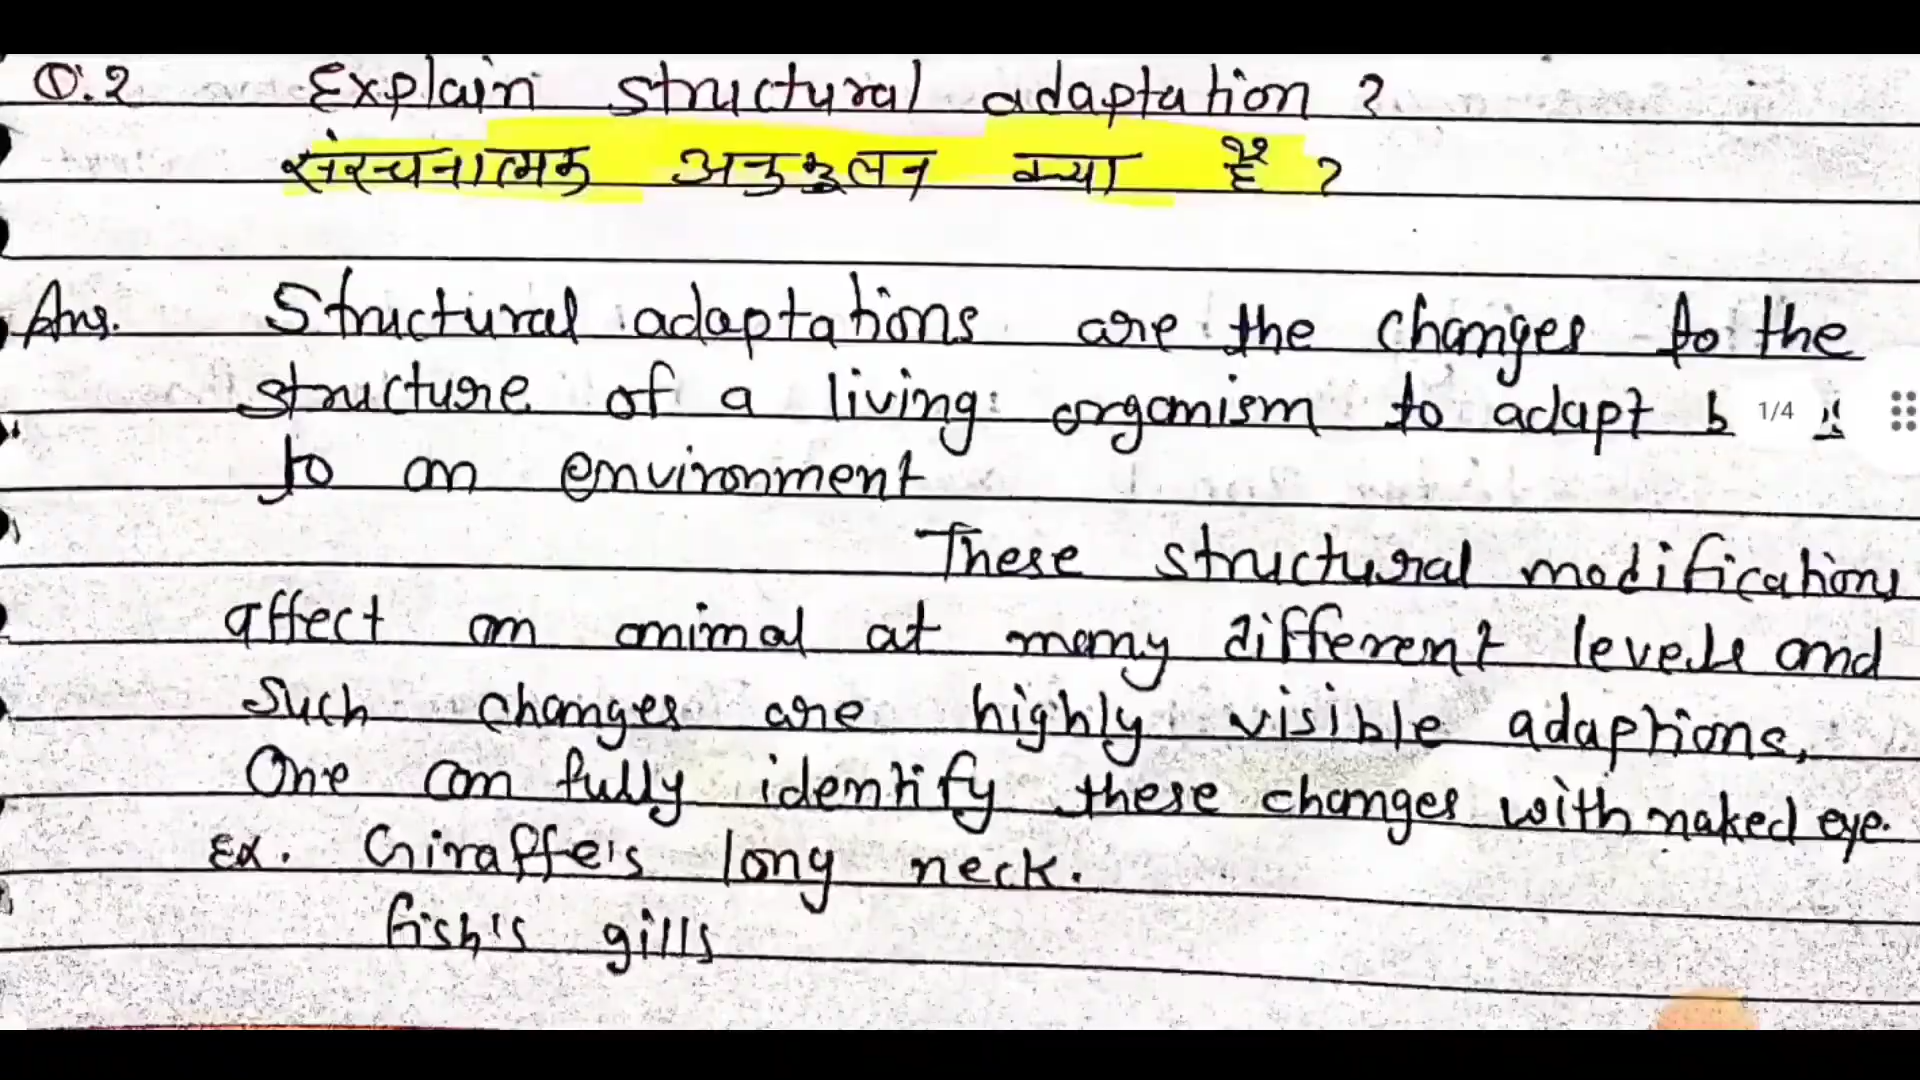 Q.2 Explain structural adaptation ?
संरचनात्मक अनुकूलन क्या है ?
Ans. Structural adaptations are the changes to the
structure of a living organism to adapt
1/4
to an environment
These structural modifications
affect an animal at many different levels and
Such changes are highly visible adaptions,
One can fully identify these changes with naked eye.
Ex. Giraffe's long neck.
fish's gills